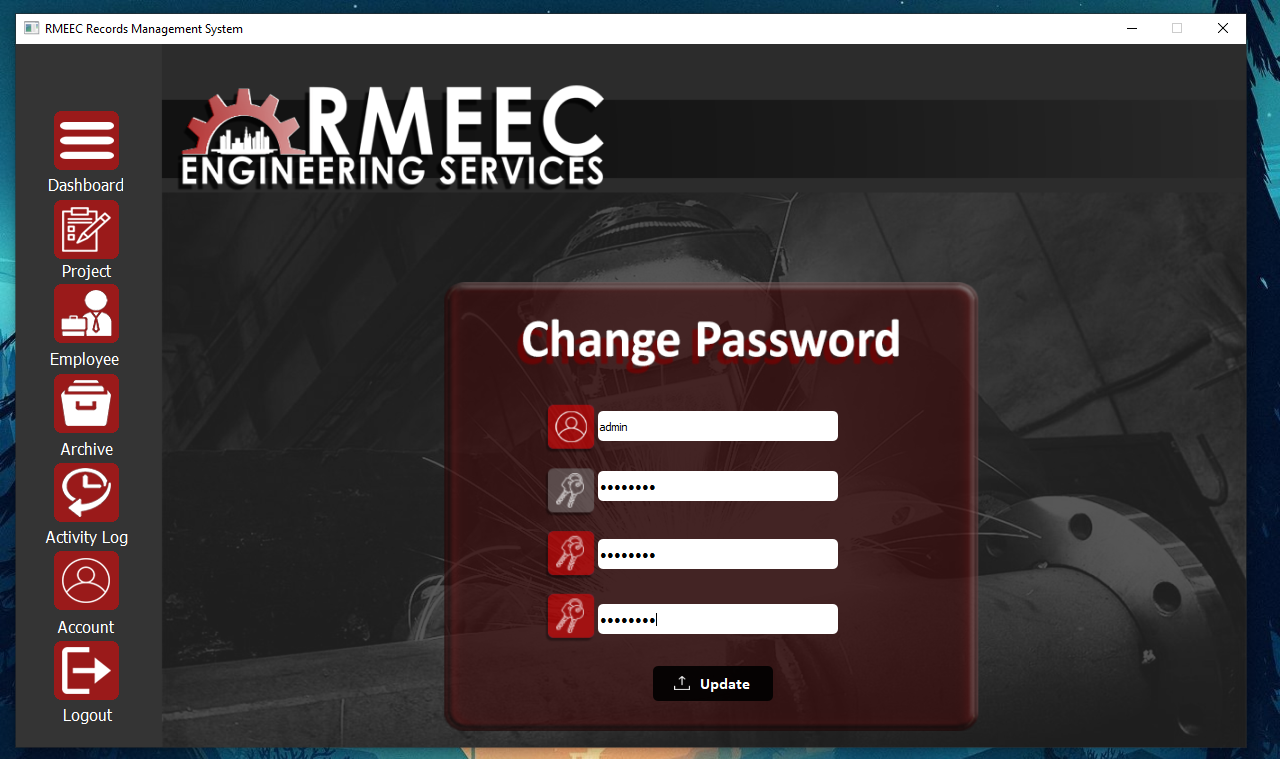 RMEEC Records Management System
RMEEC
ENGINEERING SERVICES
Dashboard
Project
Employee
Archive
Activity Log
Account
Logout
Change Password
admin
••••••••
••••••••
••••••••
Update